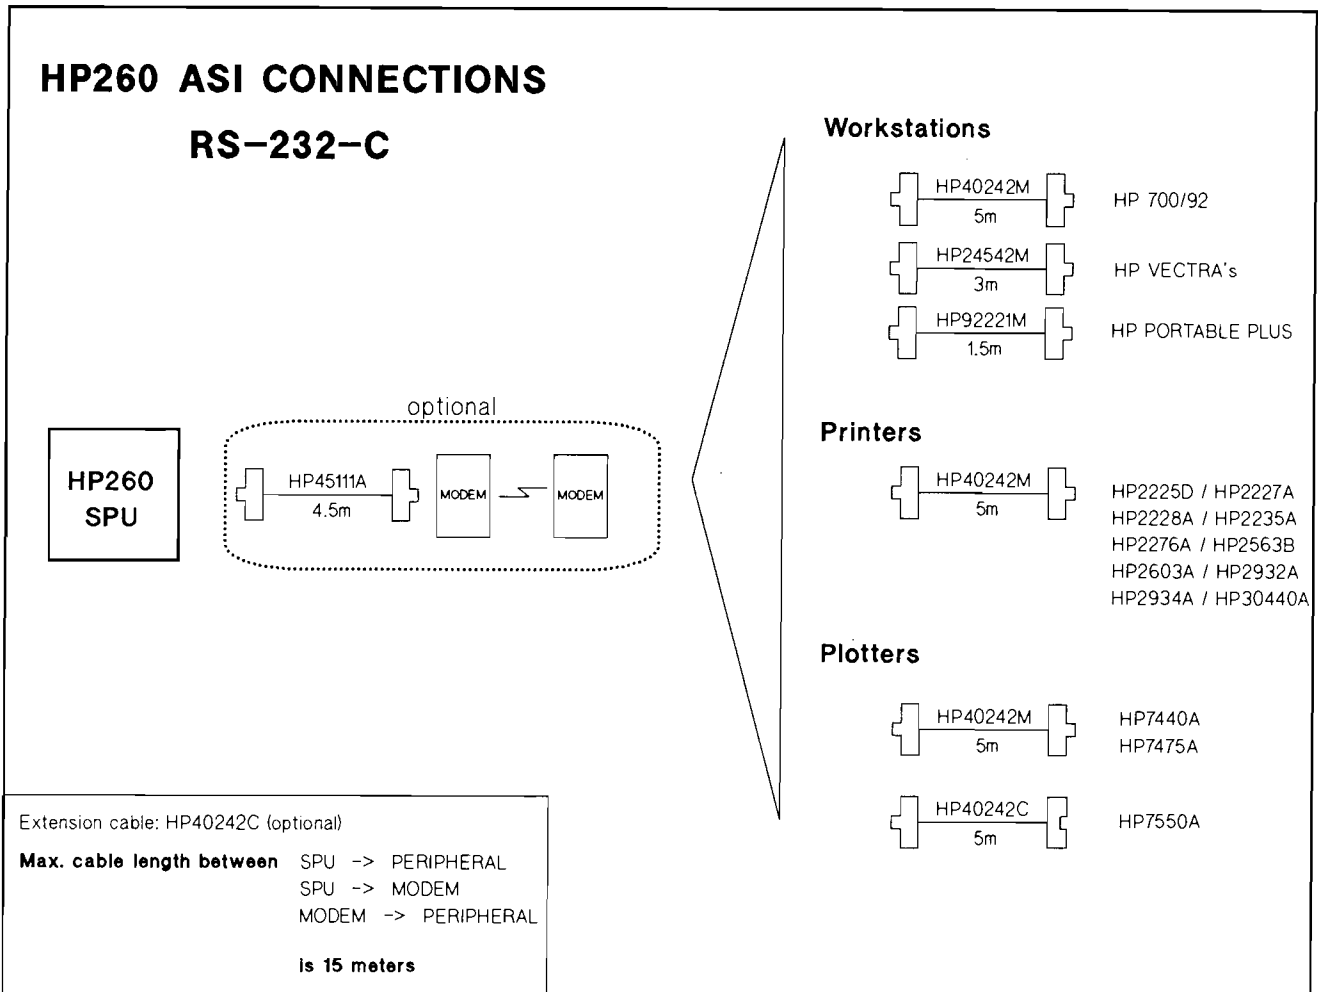 HP260 ASI CONNECTIONS
RS-232-C
Workstations
HP40242M
5m
HP 700/92
HP24542M
3m
HP VECTRA's
HP92221M
1.5m
HP PORTABLE PLUS
optional
HP260
SPU
HP45111A
4.5m
MODEM
MODEM
Printers
HP40242M
5m
HP2225D / HP2227A
HP2228A / HP2235A
HP2276A / HP2563B
HP2603A / HP2932A
HP2934A / HP30440A
Plotters
HP40242M
5m
HP7440A
HP7475A
HP40242C
5m
HP7550A
Extension cable: HP40242C (optional)
Max. cable length between SPU -> PERIPHERAL
SPU -> MODEM
MODEM -> PERIPHERAL
is 15 meters